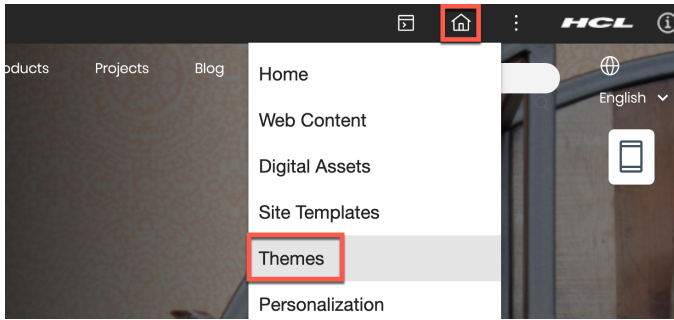 HCL
oducts Projects Blog
Home
English
Web Content
Digital Assets
Site Templates
Themes
Personalization